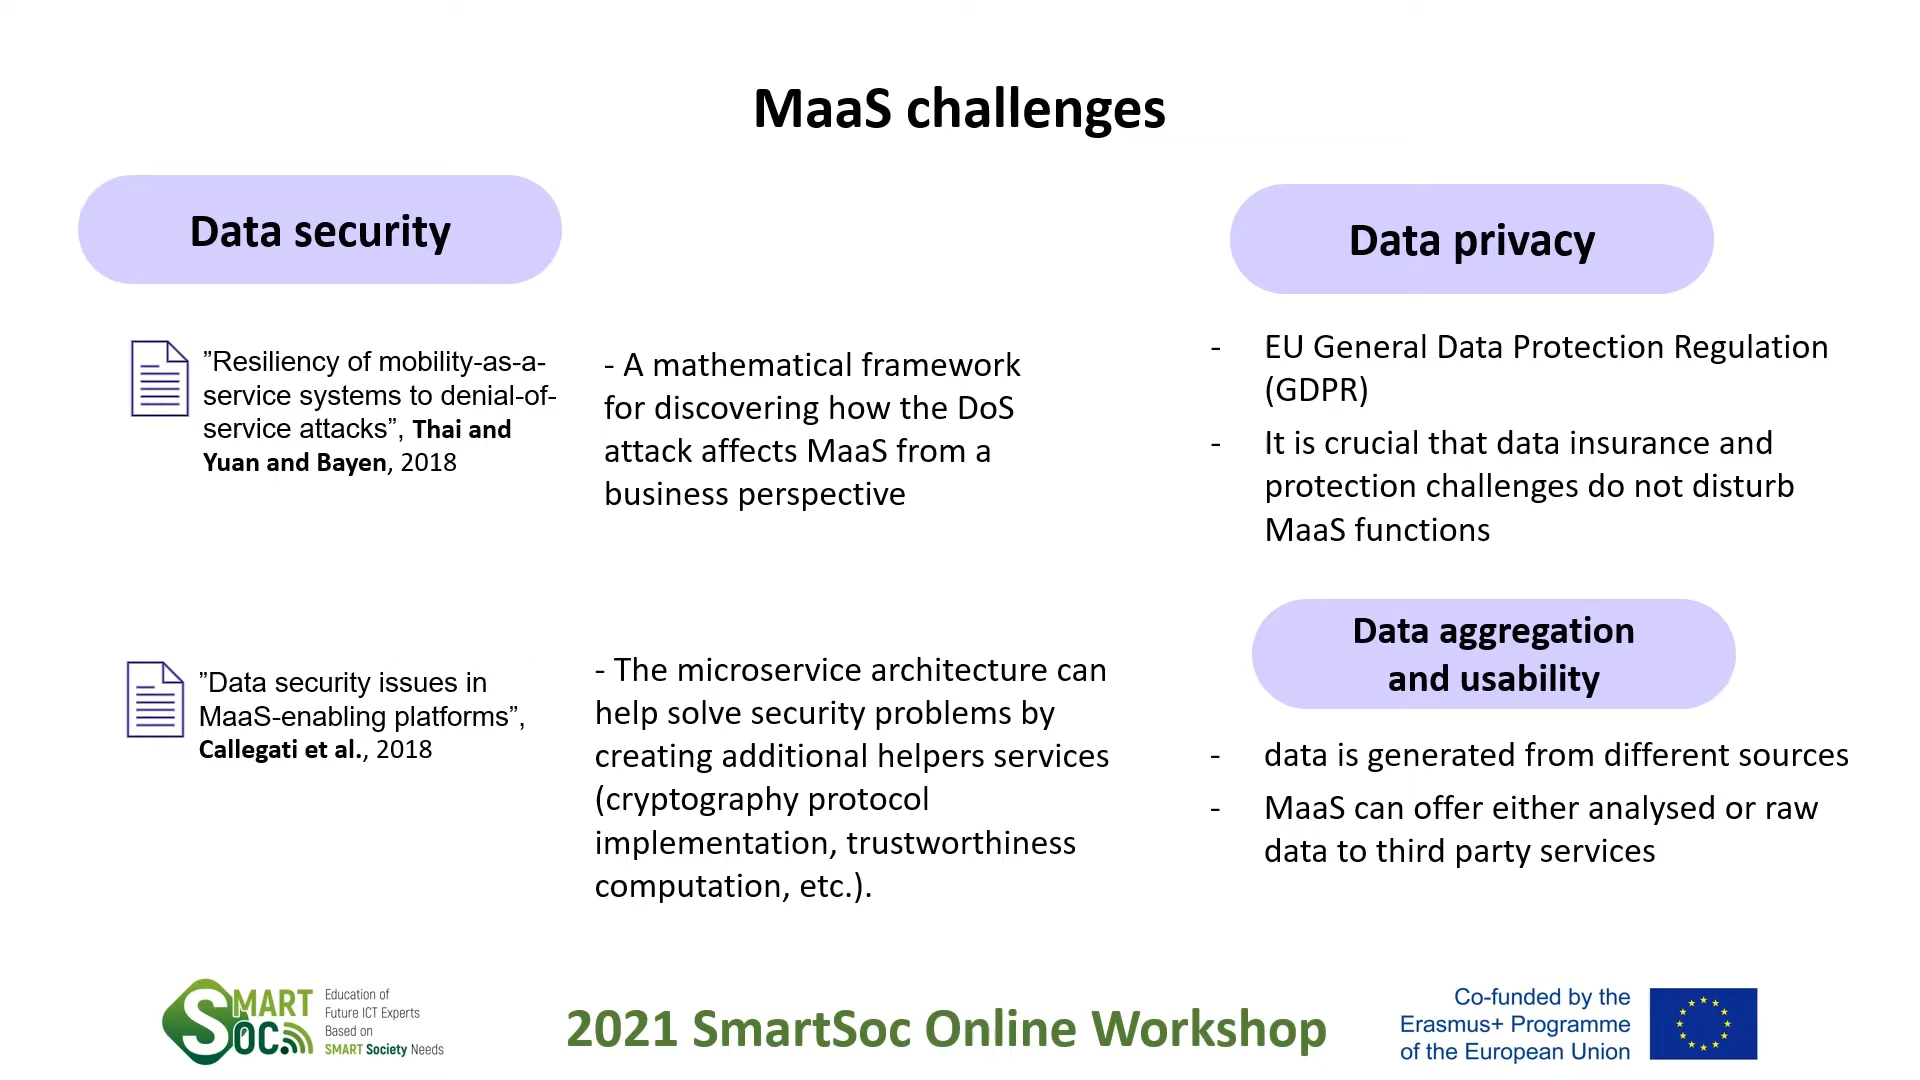 MaaS challenges
Data security
”Resiliency of mobility-as-a-
service systems to denial-of-
service attacks”, Thai and
Yuan and Bayen, 2018
- A mathematical framework
for discovering how the DoS
attack affects MaaS from a
business perspective
”Data security issues in
MaaS-enabling platforms”,
Callegati et al., 2018
- The microservice architecture can
help solve security problems by
creating additional helpers services
(cryptography protocol
implementation, trustworthiness
computation, etc.).
Data privacy
- EU General Data Protection Regulation
(GDPR)
- It is crucial that data insurance and
protection challenges do not disturb
MaaS functions
Data aggregation
and usability
- data is generated from different sources
- MaaS can offer either analysed or raw
data to third party services
SMART
SOC
Education of
Future ICT Experts
Based on
SMART Society Needs
2021 SmartSoc Online Workshop
Co-funded by the
Erasmus+ Programme
of the European Union